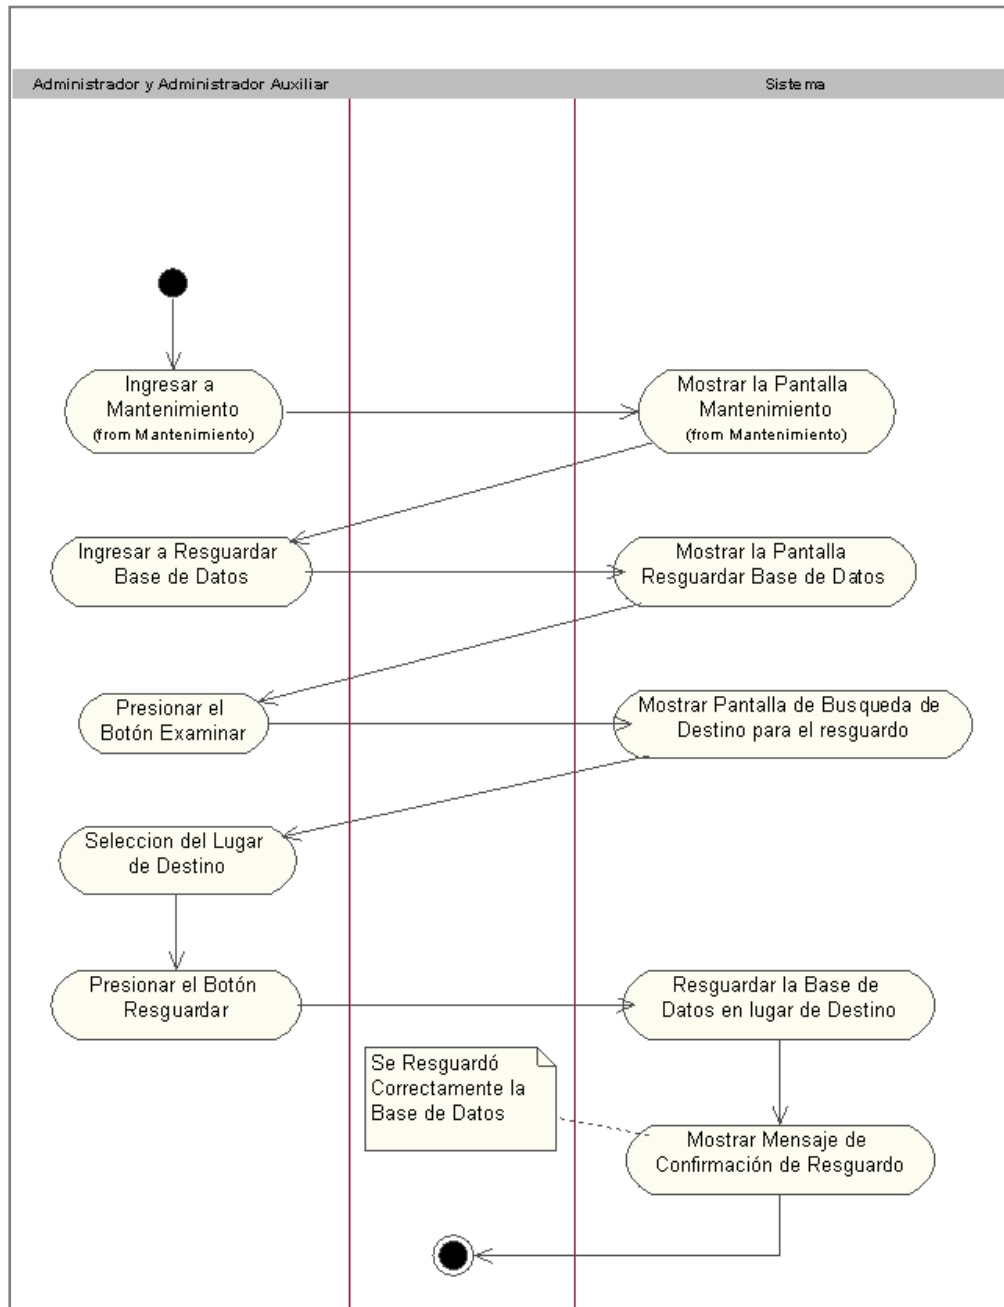 Administrador y Administrador Auxiliar
Sistema
Ingresar a
Mantenimiento
(from Mantenimiento)
Mostrar la Pantalla
Mantenimiento
(from Mantenimiento)
Ingresar a Resguardar
Base de Datos
Mostrar la Pantalla
Resguardar Base de Datos
Presionar el
Botón Examinar
Mostrar Pantalla de Busqueda de
Destino para el resguardo
Seleccion del Lugar
de Destino
Presionar el Botón
Resguardar
Resguardar la Base de
Datos en lugar de Destino
Se Resguardó
Correctamente la
Base de Datos
Mostrar Mensaje de
Confirmación de Resguardo